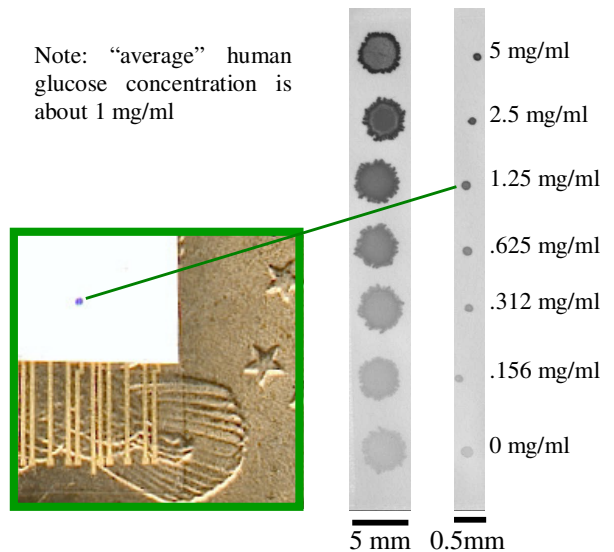 Note: “average” human
glucose concentration is
about 1 mg/ml
5 mg/ml
2.5 mg/ml
1.25 mg/ml
.625 mg/ml
.312 mg/ml
.156 mg/ml
0 mg/ml
5 mm
0.5mm